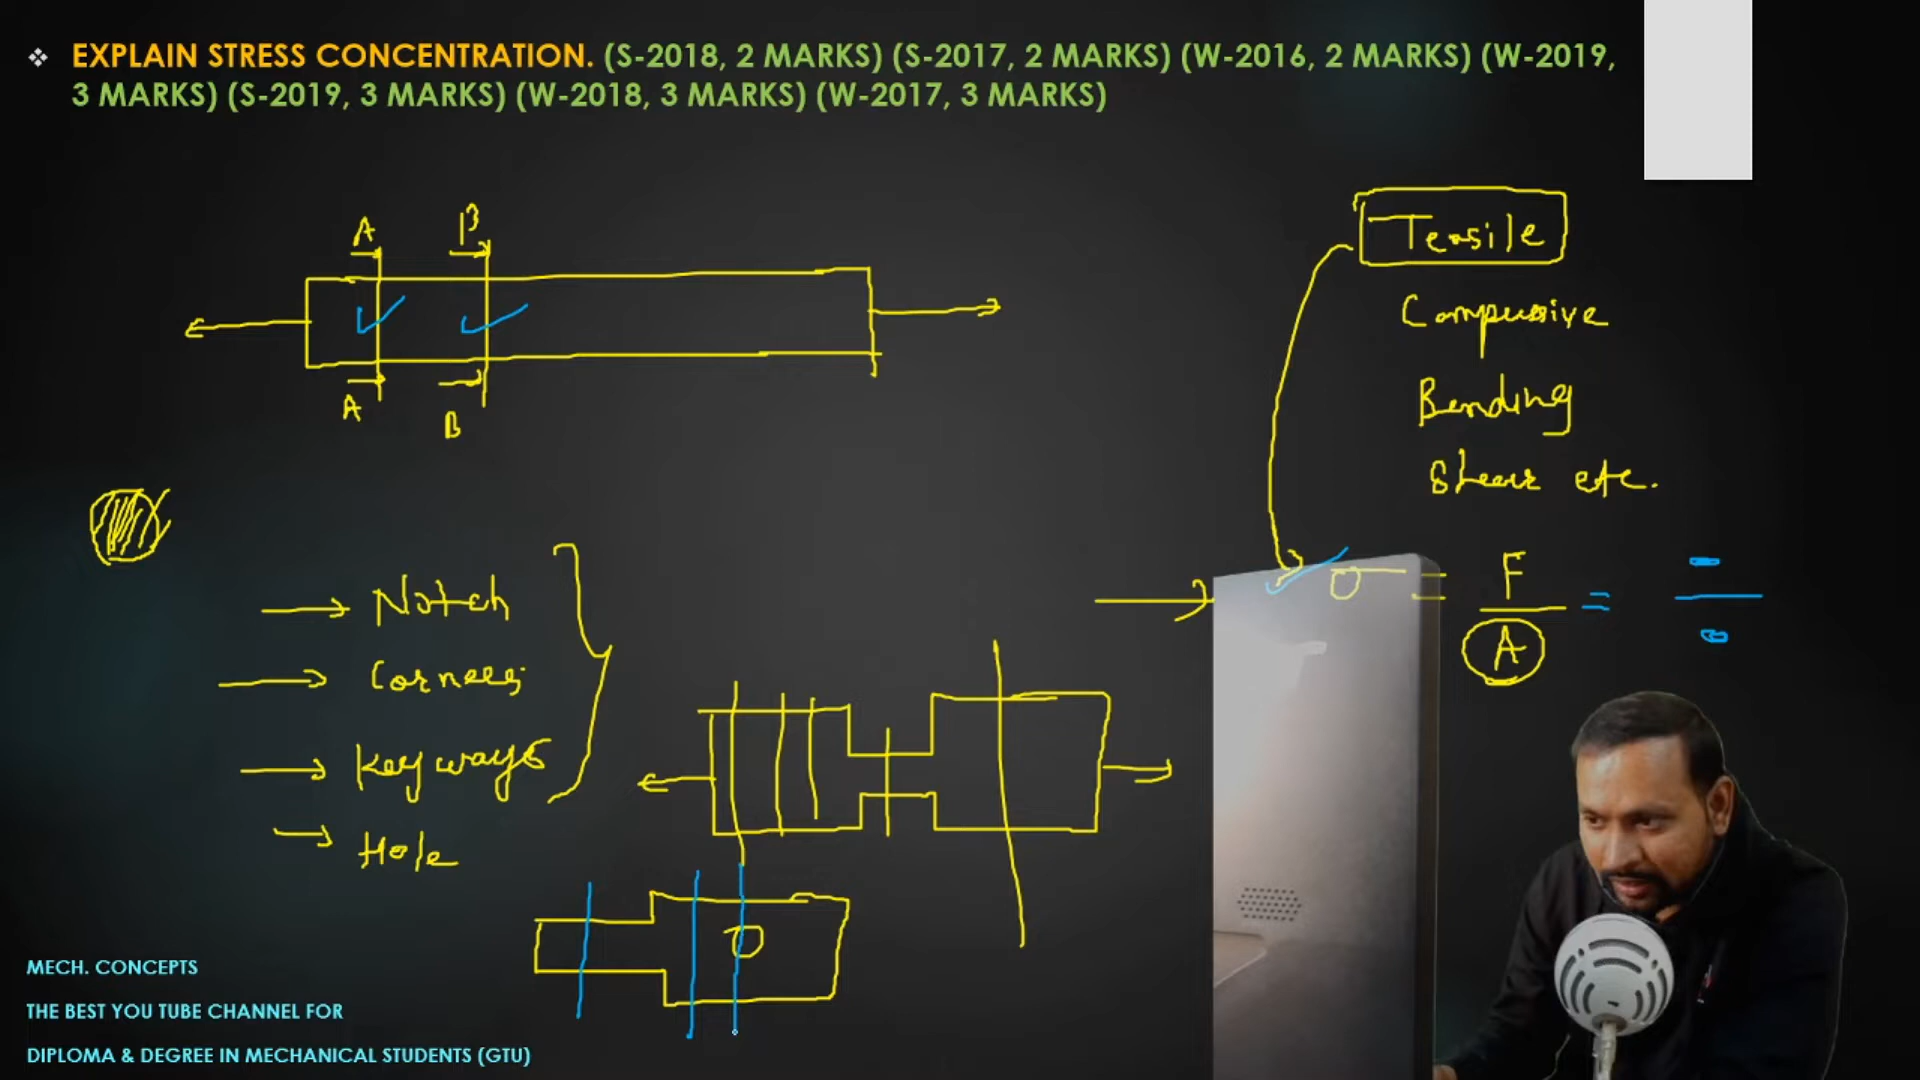 ❖ EXPLAIN STRESS CONCENTRATION. (S-2018, 2 MARKS) (S-2017, 2 MARKS) (W-2016, 2 MARKS) (W-2019,
3 MARKS) (S-2019, 3 MARKS) (W-2018, 3 MARKS) (W-2017, 3 MARKS)
A B
A B
Tensile
Compressive
Bending
Shear etc.
σ = F / A =
→ Notch
→ Corners
→ Keyways
→ Hole
MECH. CONCEPTS
THE BEST YOU TUBE CHANNEL FOR
DIPLOMA & DEGREE IN MECHANICAL STUDENTS (GTU)